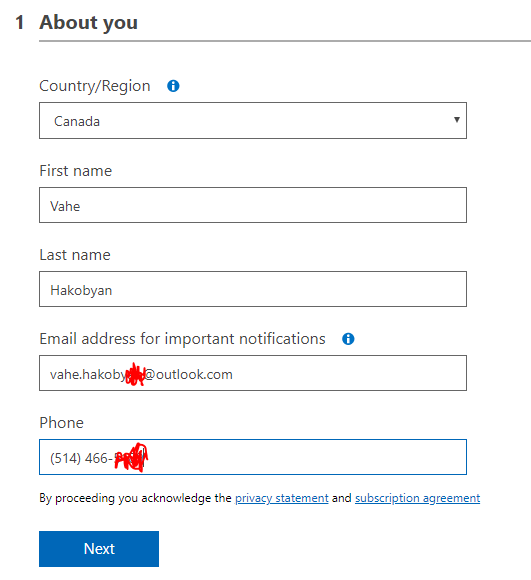 1 About you
Country/Region
Canada
First name
Vahe
Last name
Hakobyan
Email address for important notifications
vahe.hakoby @outlook.com
Phone
(514) 466-
By proceeding you acknowledge the privacy statement and subscription agreement
Next